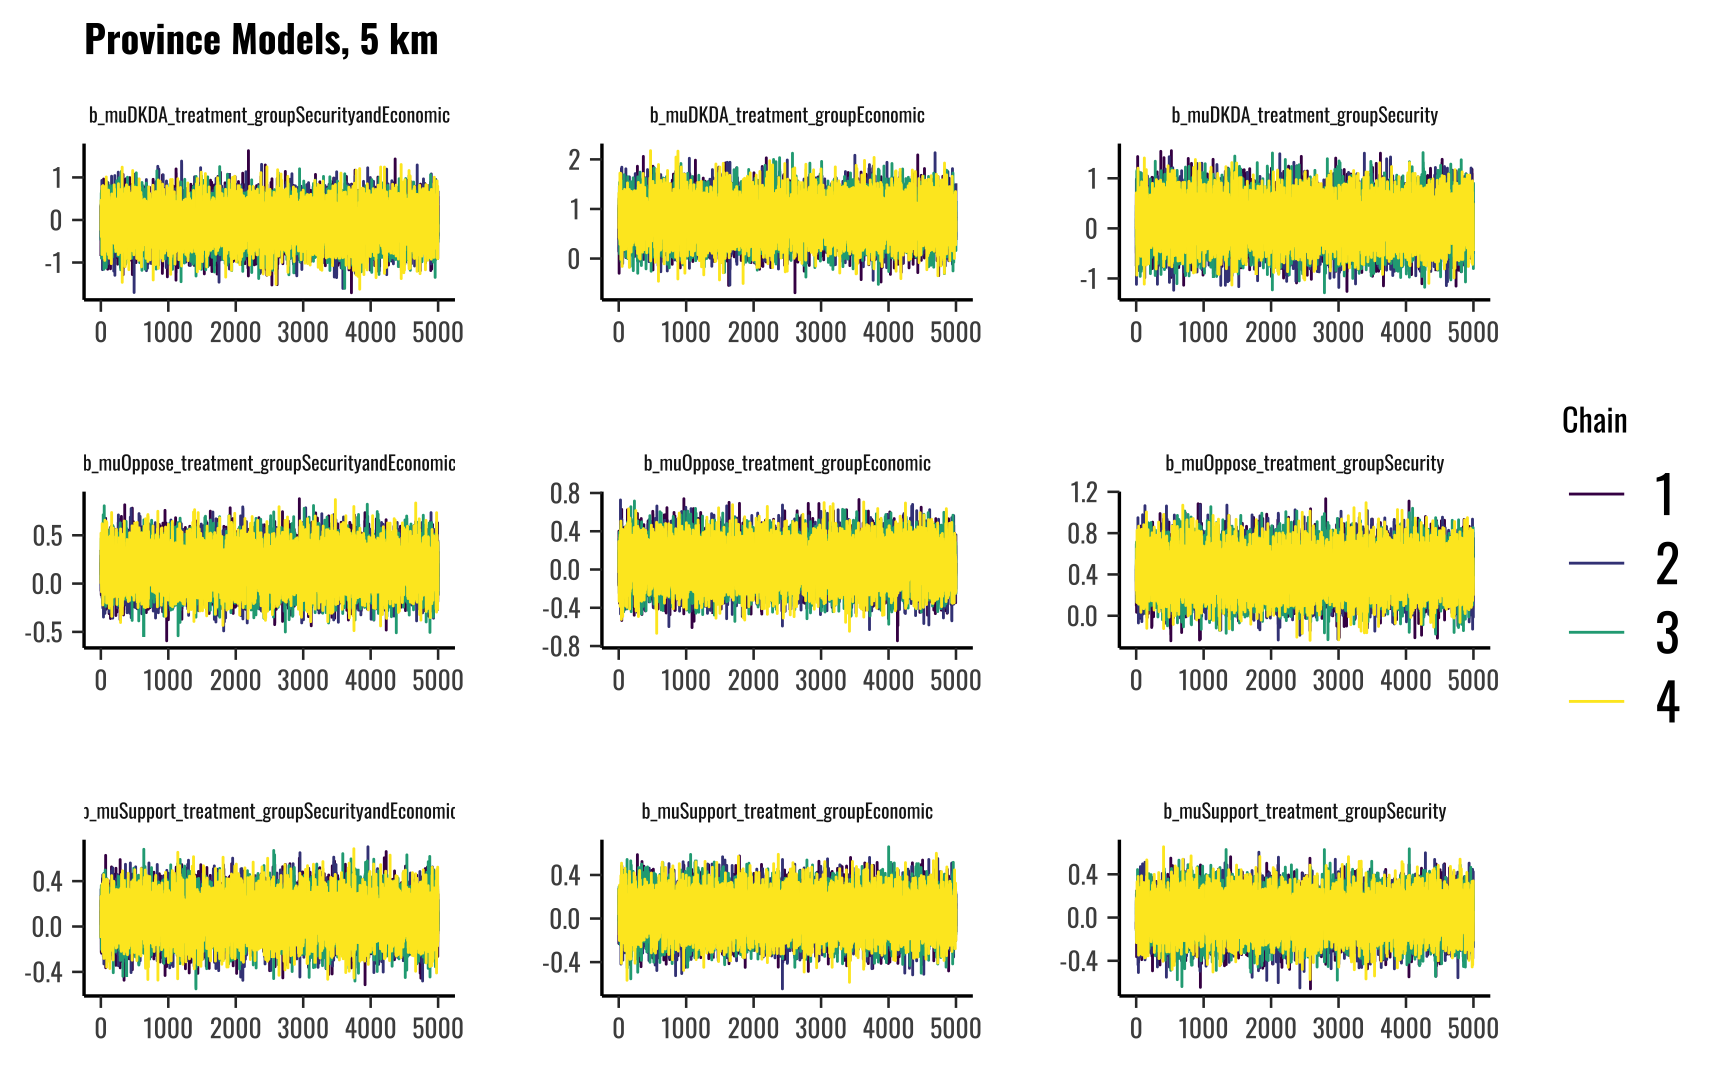 Province Models, 5 km
b_muDKDA_treatment_groupSecurityandEconomic
1
0
-1
0 1000 2000 3000 4000 5000
b_muDKDA_treatment_groupEconomic
2
1
0
0 1000 2000 3000 4000 5000
b_muDKDA_treatment_groupSecurity
1
0
-1
0 1000 2000 3000 4000 5000
b_muOppose_treatment_groupSecurityandEconomic
0.5
0.0
-0.5
0 1000 2000 3000 4000 5000
b_muOppose_treatment_groupEconomic
0.8
0.4
0.0
-0.4
-0.8
0 1000 2000 3000 4000 5000
b_muOppose_treatment_groupSecurity
1.2
0.8
0.4
0.0
0 1000 2000 3000 4000 5000
b_muSupport_treatment_groupSecurityandEconomic
0.4
0.0
-0.4
0 1000 2000 3000 4000 5000
b_muSupport_treatment_groupEconomic
0.4
0.0
-0.4
0 1000 2000 3000 4000 5000
b_muSupport_treatment_groupSecurity
0.4
0.0
-0.4
0 1000 2000 3000 4000 5000
Chain
1
2
3
4